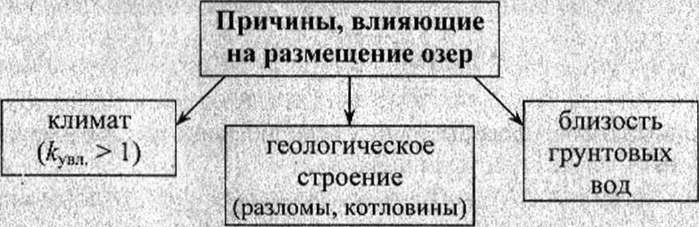 Причины, влияющие
на размещение озер
климат
(kувл. > 1)
геологическое
строение
(разломы, котловины)
близость
грунтовых
вод